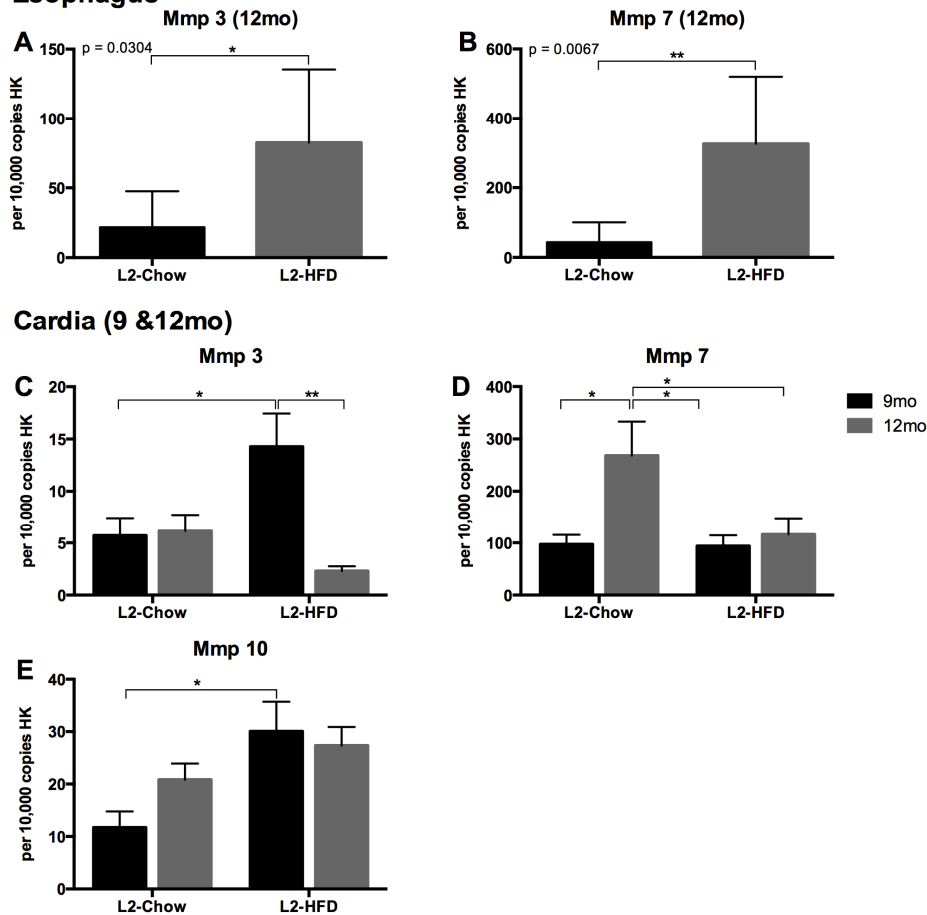 Esophagus
Mmp 3 (12mo)
A
p = 0.0304
*
per 10,000 copies HK
150
100
50
0
L2-Chow
L2-HFD
Mmp 7 (12mo)
B
p = 0.0067
**
per 10,000 copies HK
600
400
200
0
L2-Chow
L2-HFD
Cardia (9 &12mo)
Mmp 3
C
*
**
per 10,000 copies HK
20
15
10
5
0
L2-Chow
L2-HFD
Mmp 7
D
*
*
*
per 10,000 copies HK
400
300
200
100
0
L2-Chow
L2-HFD
9mo
12mo
Mmp 10
E
*
per 10,000 copies HK
40
30
20
10
0
L2-Chow
L2-HFD